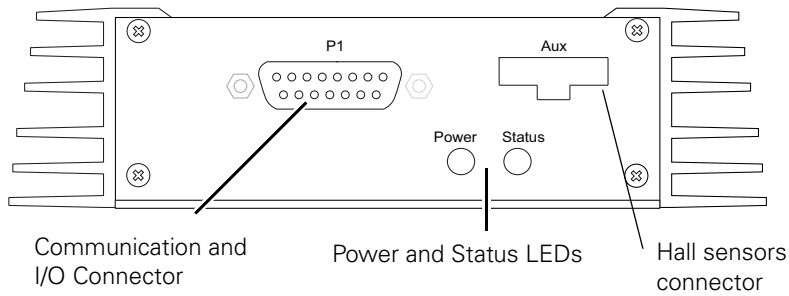 P1
Aux
Power
Status
Communication and
I/O Connector
Power and Status LEDs
Hall sensors
connector